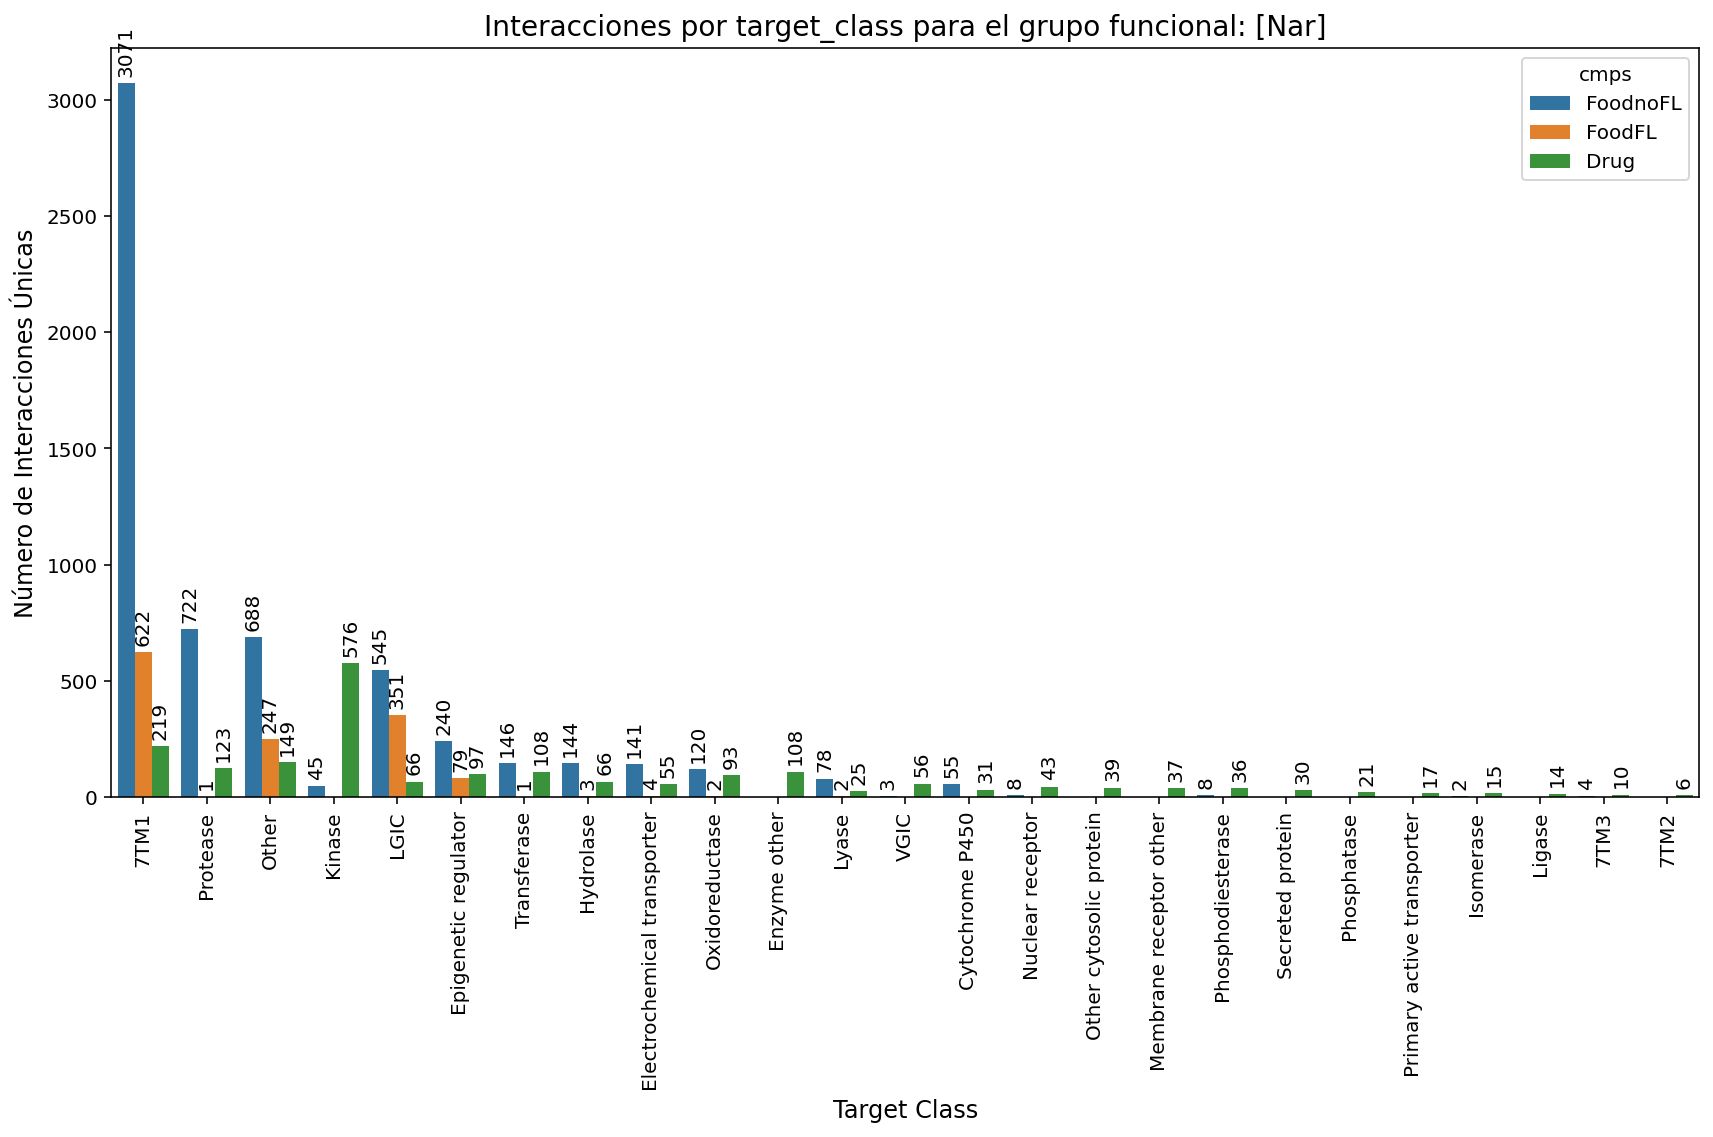 Interacciones por target_class para el grupo funcional: [Nar]
cmps
FoodnoFL
FoodFL
Drug
Número de Interacciones Únicas
3000
2500
2000
1500
1000
500
0
3071
622
219
722
1
123
688
247
149
45
576
545
351
66
240
79
97
146
1
108
144
3
66
141
4
55
120
2
93
108
78
2
25
3
56
55
31
8
43
39
37
8
36
30
21
17
2
15
14
4
10
6
7TM1
Protease
Other
Kinase
LGIC
Epigenetic regulator
Transferase
Hydrolase
Electrochemical transporter
Oxidoreductase
Enzyme other
Lyase
VGIC
Cytochrome P450
Nuclear receptor
Other cytosolic protein
Membrane receptor other
Phosphodiesterase
Secreted protein
Phosphatase
Primary active transporter
Isomerase
Ligase
7TM3
7TM2
Target Class